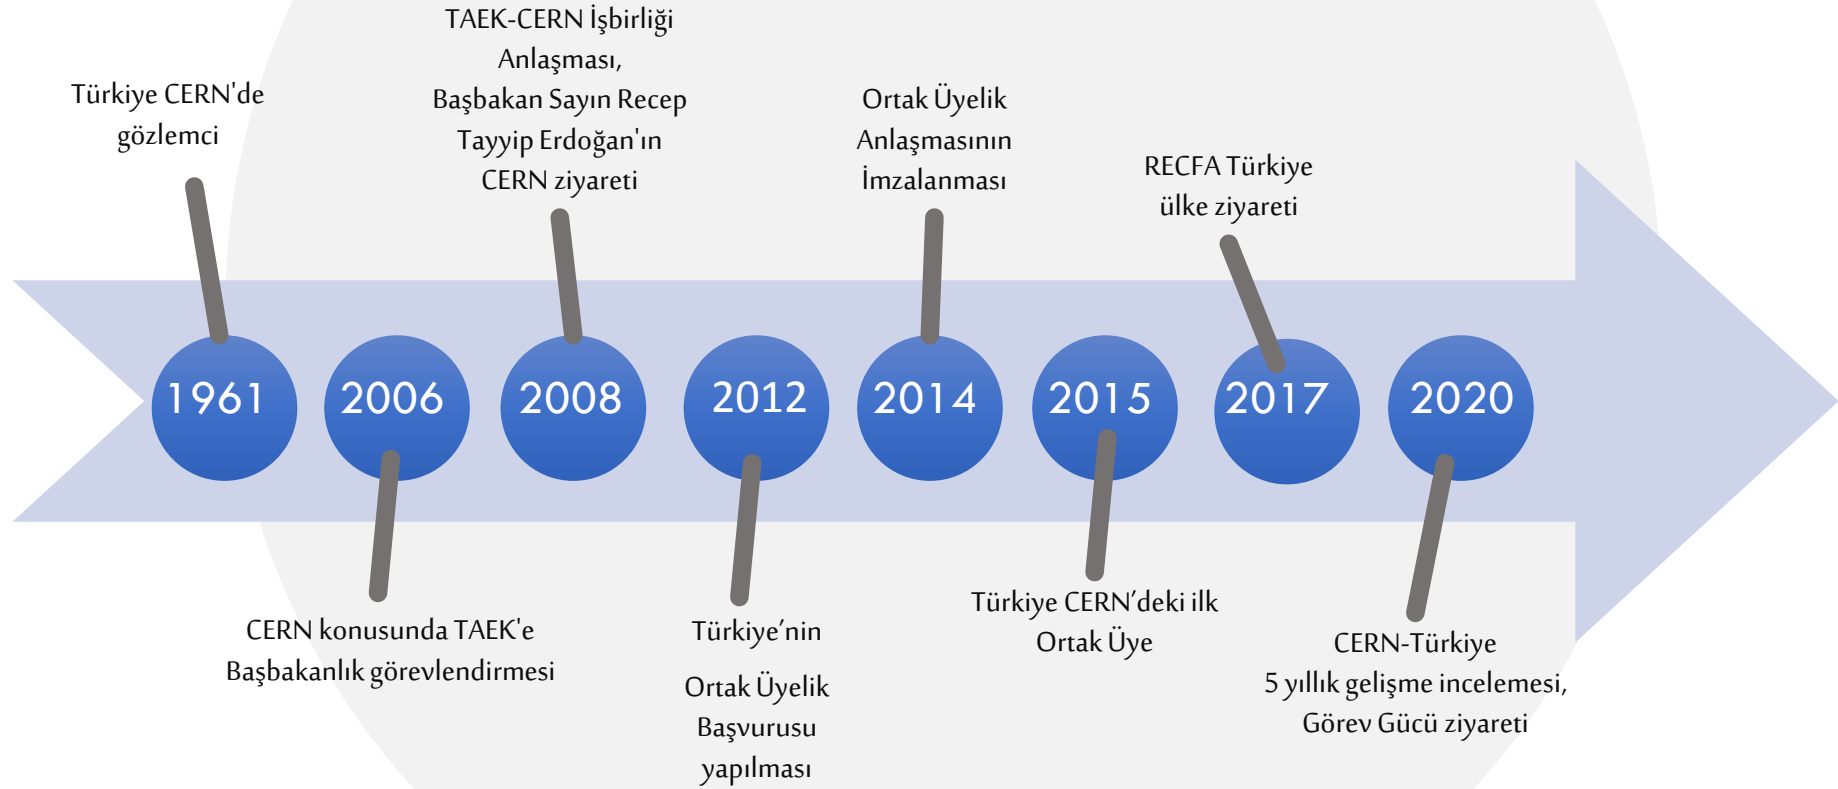 TAEK-CERN İşbirliği
Anlaşması,
Başbakan Sayın Recep
Tayyip Erdoğan'ın
CERN ziyareti
Türkiye CERN'de
gözlemci
Ortak Üyelik
Anlaşmasının
İmzalanması
RECFA Türkiye
ülke ziyareti
1961
2006
2008
2012
2014
2015
2017
2020
CERN konusunda TAEK'e
Başbakanlık görevlendirmesi
Türkiye’nin
Ortak Üyelik
Başvurusu
yapılması
Türkiye CERN’deki ilk
Ortak Üye
CERN-Türkiye
5 yıllık gelişme incelemesi,
Görev Gücü ziyareti